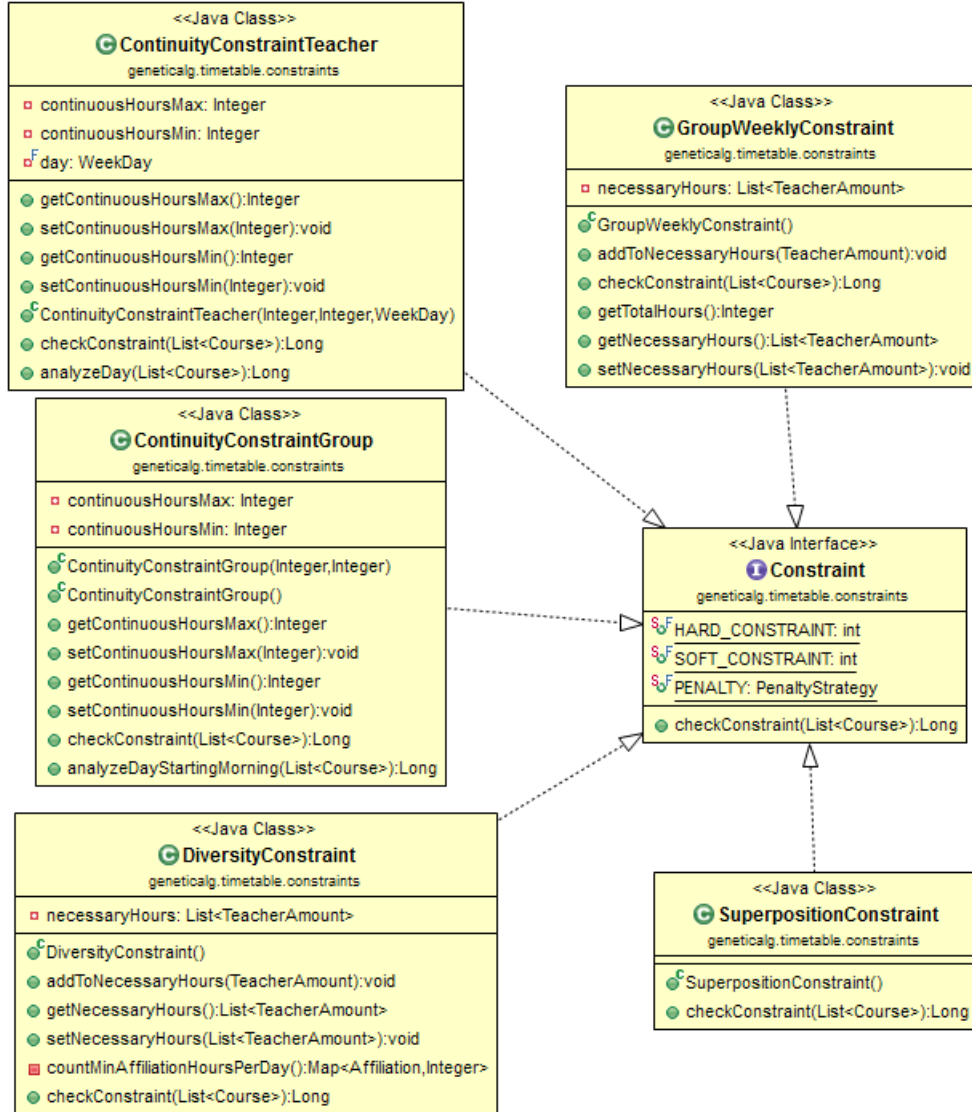 <<Java Class>>
ContinuityConstraintTeacher
geneticalg.timetable.constraints
continuousHoursMax: Integer
continuousHoursMin: Integer
day: WeekDay
getContinuousHoursMax():Integer
setContinuousHoursMax(Integer):void
getContinuousHoursMin():Integer
setContinuousHoursMin(Integer):void
ContinuityConstraintTeacher(Integer,Integer,WeekDay)
checkConstraint(List<Course>):Long
analyzeDay(List<Course>):Long
<<Java Class>>
GroupWeeklyConstraint
geneticalg.timetable.constraints
necessaryHours: List<TeacherAmount>
GroupWeeklyConstraint()
addToNecessaryHours(TeacherAmount):void
checkConstraint(List<Course>):Long
getTotalHours():Integer
getNecessaryHours():List<TeacherAmount>
setNecessaryHours(List<TeacherAmount>):void
<<Java Class>>
ContinuityConstraintGroup
geneticalg.timetable.constraints
continuousHoursMax: Integer
continuousHoursMin: Integer
ContinuityConstraintGroup(Integer,Integer)
ContinuityConstraintGroup()
getContinuousHoursMax():Integer
setContinuousHoursMax(Integer):void
getContinuousHoursMin():Integer
setContinuousHoursMin(Integer):void
checkConstraint(List<Course>):Long
analyzeDayStartingMorning(List<Course>):Long
<<Java Interface>>
Constraint
geneticalg.timetable.constraints
HARD_CONSTRAINT: int
SOFT_CONSTRAINT: int
PENALTY: PenaltyStrategy
checkConstraint(List<Course>):Long
<<Java Class>>
DiversityConstraint
geneticalg.timetable.constraints
necessaryHours: List<TeacherAmount>
DiversityConstraint()
addToNecessaryHours(TeacherAmount):void
getNecessaryHours():List<TeacherAmount>
setNecessaryHours(List<TeacherAmount>):void
countMinAffiliationHoursPerDay():Map<Affiliation,Integer>
checkConstraint(List<Course>):Long
<<Java Class>>
SuperpositionConstraint
geneticalg.timetable.constraints
SuperpositionConstraint()
checkConstraint(List<Course>):Long